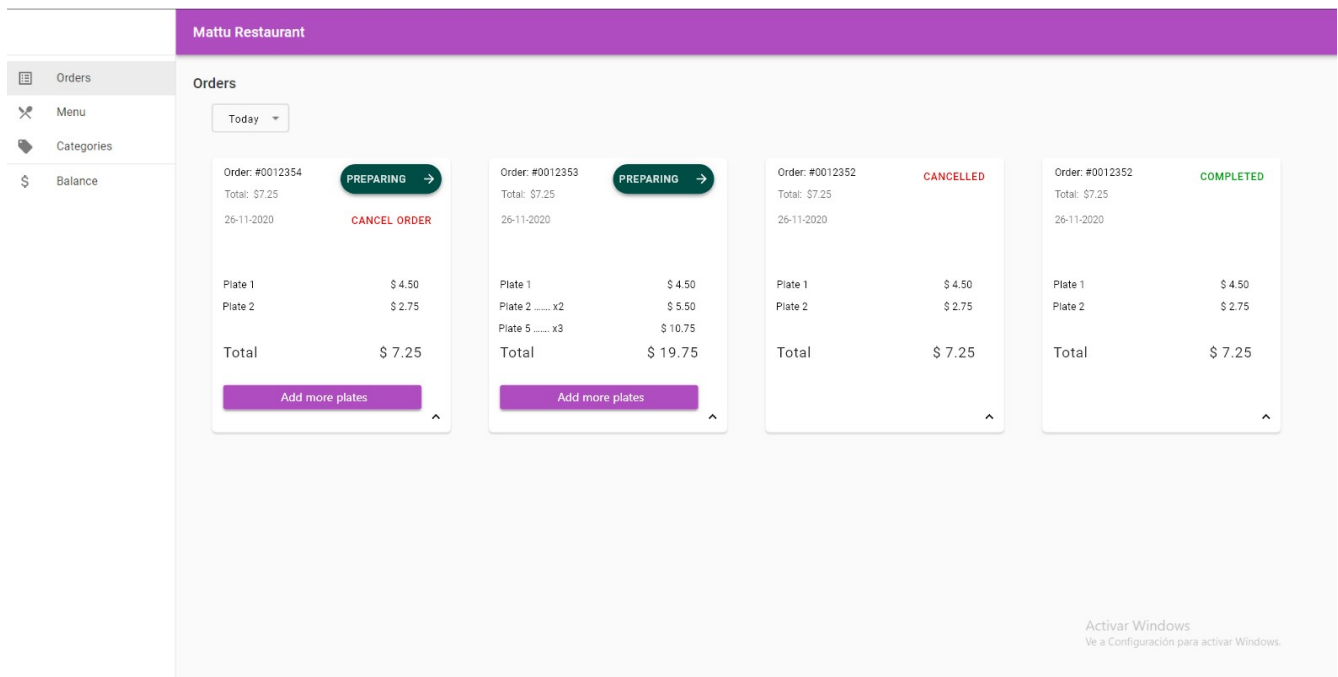 Mattu Restaurant
Orders
Menu
Categories
Balance
Orders
Today
Order: #0012354
PREPARING
Total: $7.25
26-11-2020
CANCEL ORDER
Plate 1 $ 4.50
Plate 2 $ 2.75
Total $ 7.25
Add more plates
Order: #0012353
PREPARING
Total: $7.25
26-11-2020
Plate 1 $ 4.50
Plate 2 ....... x2 $ 5.50
Plate 5 ....... x3 $ 10.75
Total $ 19.75
Add more plates
Order: #0012352
CANCELLED
Total: $7.25
26-11-2020
Plate 1 $ 4.50
Plate 2 $ 2.75
Total $ 7.25
Order: #0012352
COMPLETED
Total: $7.25
26-11-2020
Plate 1 $ 4.50
Plate 2 $ 2.75
Total $ 7.25
Activar Windows
Ve a Configuración para activar Windows.